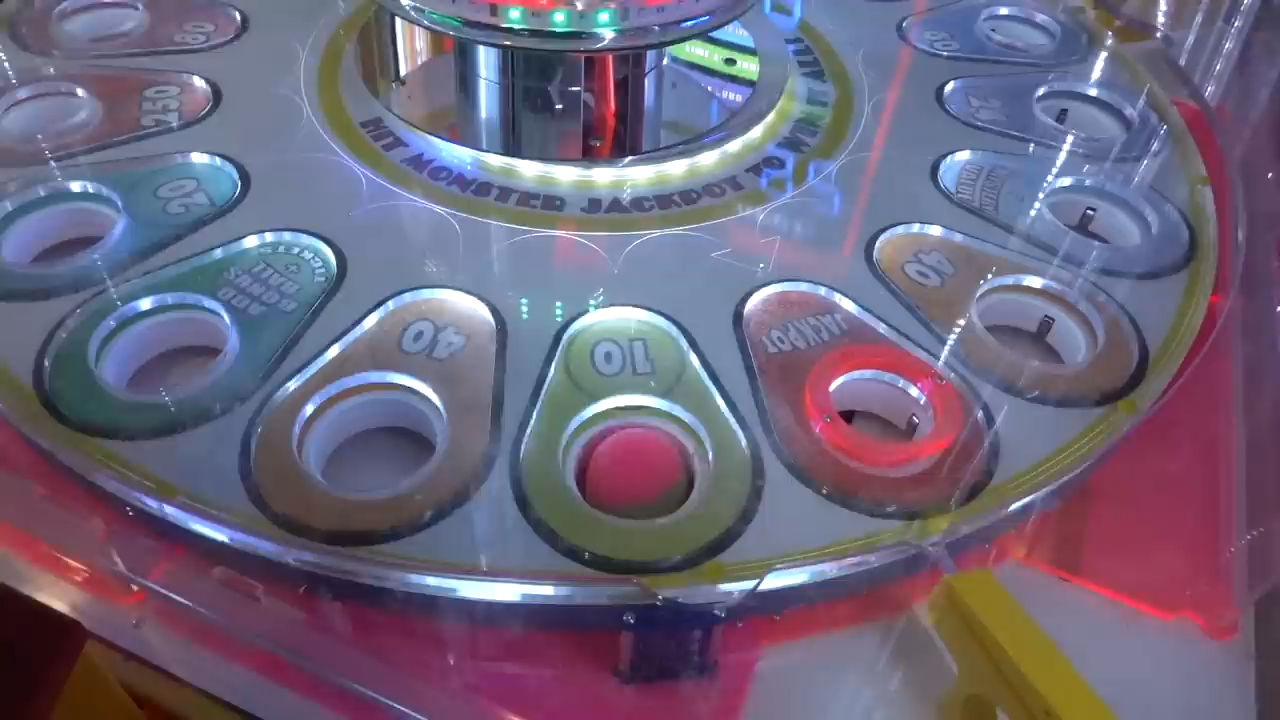 80
250
20
ADD
BONUS
BALL
+
TICKETS
40
10
JACKPOT
40
HIT MONSTER JACKPOT TO WIN IT ALL!